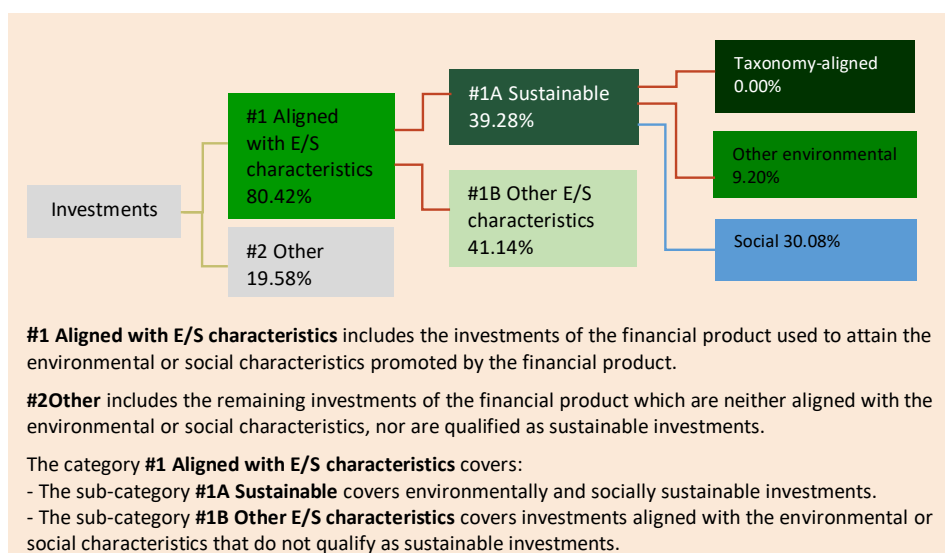 Investments
#1 Aligned
with E/S
characteristics
80.42%
#2 Other
19.58%
#1A Sustainable
39.28%
#1B Other E/S
characteristics
41.14%
Taxonomy-aligned
0.00%
Other environmental
9.20%
Social 30.08%
#1 Aligned with E/S characteristics includes the investments of the financial product used to attain the
environmental or social characteristics promoted by the financial product.
#2Other includes the remaining investments of the financial product which are neither aligned with the
environmental or social characteristics, nor are qualified as sustainable investments.
The category #1 Aligned with E/S characteristics covers:
- The sub-category #1A Sustainable covers environmentally and socially sustainable investments.
- The sub-category #1B Other E/S characteristics covers investments aligned with the environmental or
social characteristics that do not qualify as sustainable investments.